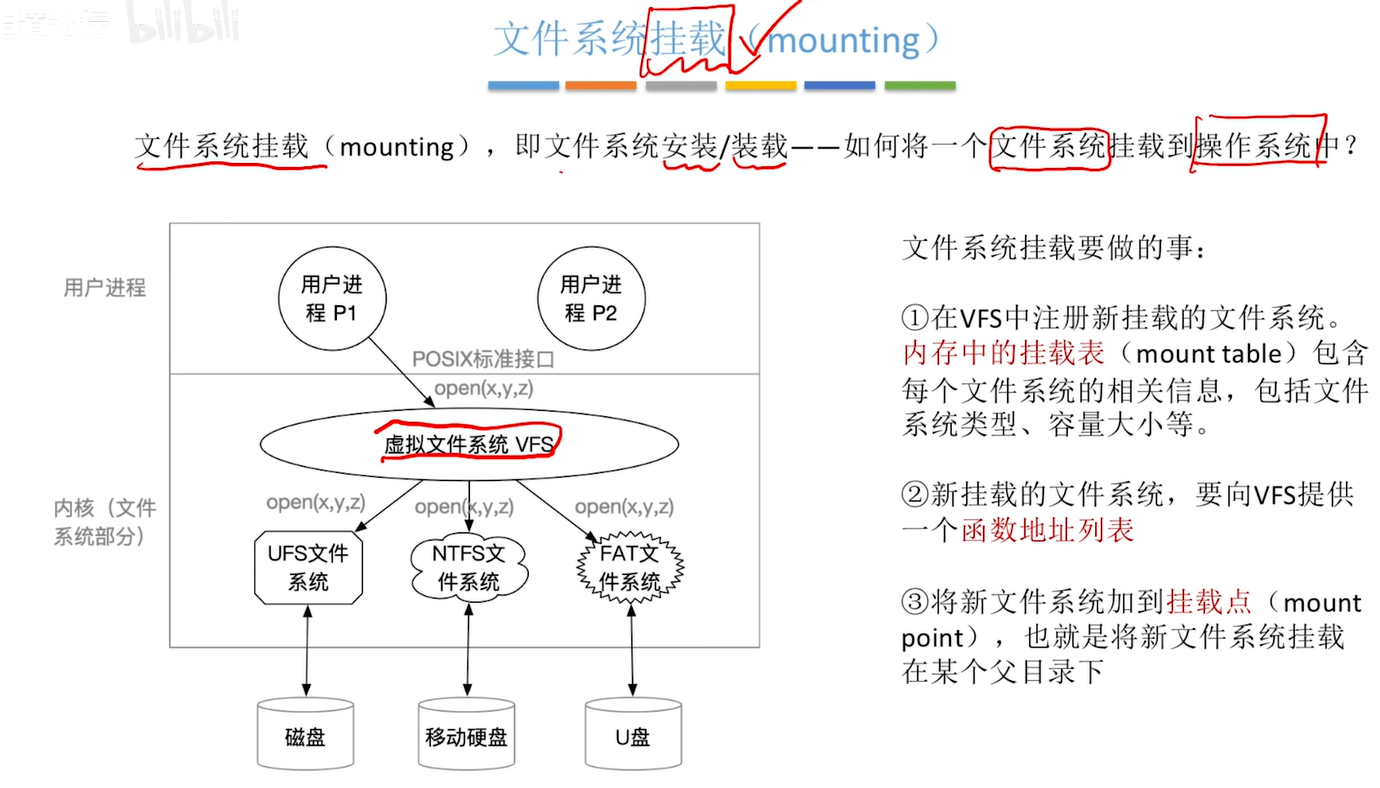 bilibili
文件系统挂载（mounting）
文件系统挂载（mounting），即文件系统安装/装载——如何将一个文件系统挂载到操作系统中？
用户进程
用户进
程 P1
用户进
程 P2
POSIX标准接口
open(x,y,z)
虚拟文件系统 VFS
内核（文件
系统部分）
open(x,y,z)
open(x,y,z)
open(x,y,z)
UFS文件
系统
NTFS文
件系统
FAT文
件系统
磁盘
移动硬盘
U盘
文件系统挂载要做的事：
①在VFS中注册新挂载的文件系统。
内存中的挂载表（mount table）包含
每个文件系统的相关信息，包括文件
系统类型、容量大小等。
②新挂载的文件系统，要向VFS提供
一个函数地址列表
③将新文件系统加到挂载点（mount
point），也就是将新文件系统挂载
在某个父目录下